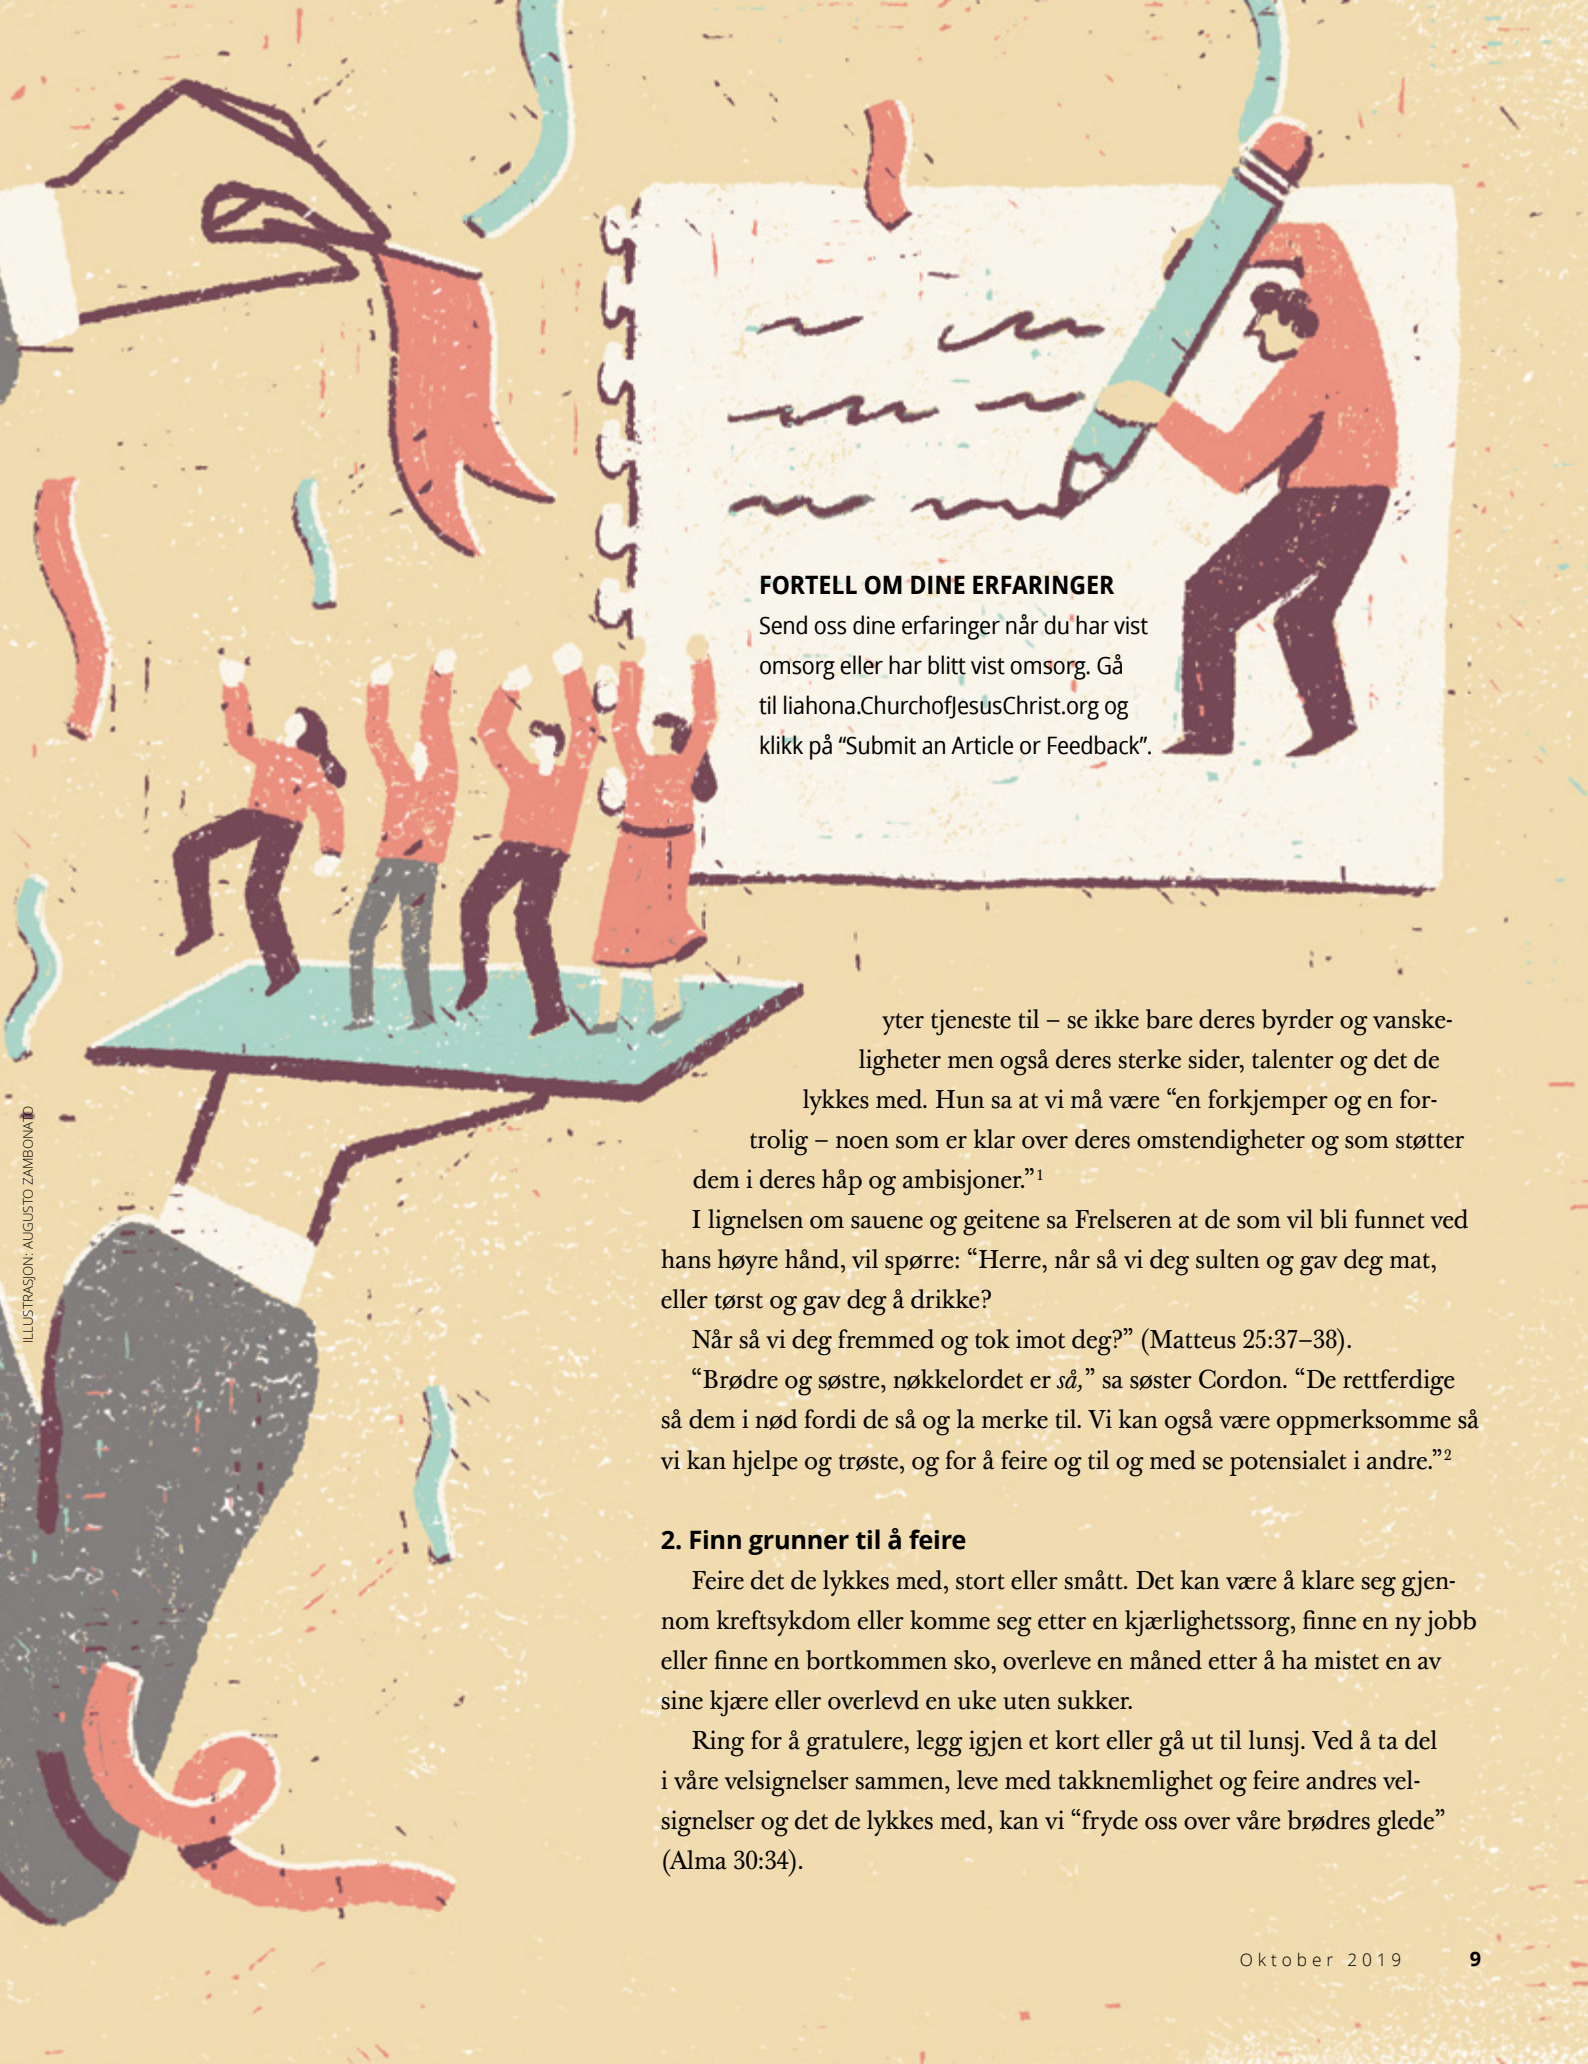 FORTELL OM DINE ERFARINGER
Send oss dine erfaringer når du har vist
omsorg eller har blitt vist omsorg. Gå
til liahona.ChurchofJesusChrist.org og
klikk på “Submit an Article or Feedback”.
yter tjeneste til – se ikke bare deres byrder og vanske-
ligheter men også deres sterke sider, talenter og det de
lykkes med. Hun sa at vi må være “en forkjemper og en for-
trolig – noen som er klar over deres omstendigheter og som støtter
dem i deres håp og ambisjoner.”1
I lignelsen om sauene og geitene sa Frelseren at de som vil bli funnet ved
hans høyre hånd, vil spørre: “Herre, når så vi deg sulten og gav deg mat,
eller tørst og gav deg å drikke?
Når så vi deg fremmed og tok imot deg?” (Matteus 25:37–38).
“Brødre og søstre, nøkkelordet er så,” sa søster Cordon. “De rettferdige
så dem i nød fordi de så og la merke til. Vi kan også være oppmerksomme så
vi kan hjelpe og trøste, og for å feire og til og med se potensialet i andre.”2
2. Finn grunner til å feire
Feire det de lykkes med, stort eller smått. Det kan være å klare seg gjen-
nom kreftsykdom eller komme seg etter en kjærlighetssorg, finne en ny jobb
eller finne en bortkommen sko, overleve en måned etter å ha mistet en av
sine kjære eller overlevd en uke uten sukker.
Ring for å gratulere, legg igjen et kort eller gå ut til lunsj. Ved å ta del
i våre velsignelser sammen, leve med takknemlighet og feire andres vel-
signelser og det de lykkes med, kan vi “fryde oss over våre brødres glede”
(Alma 30:34).
ILLUSTRASJON: AUGUSTO ZAMBONATO
Oktober 2019 9